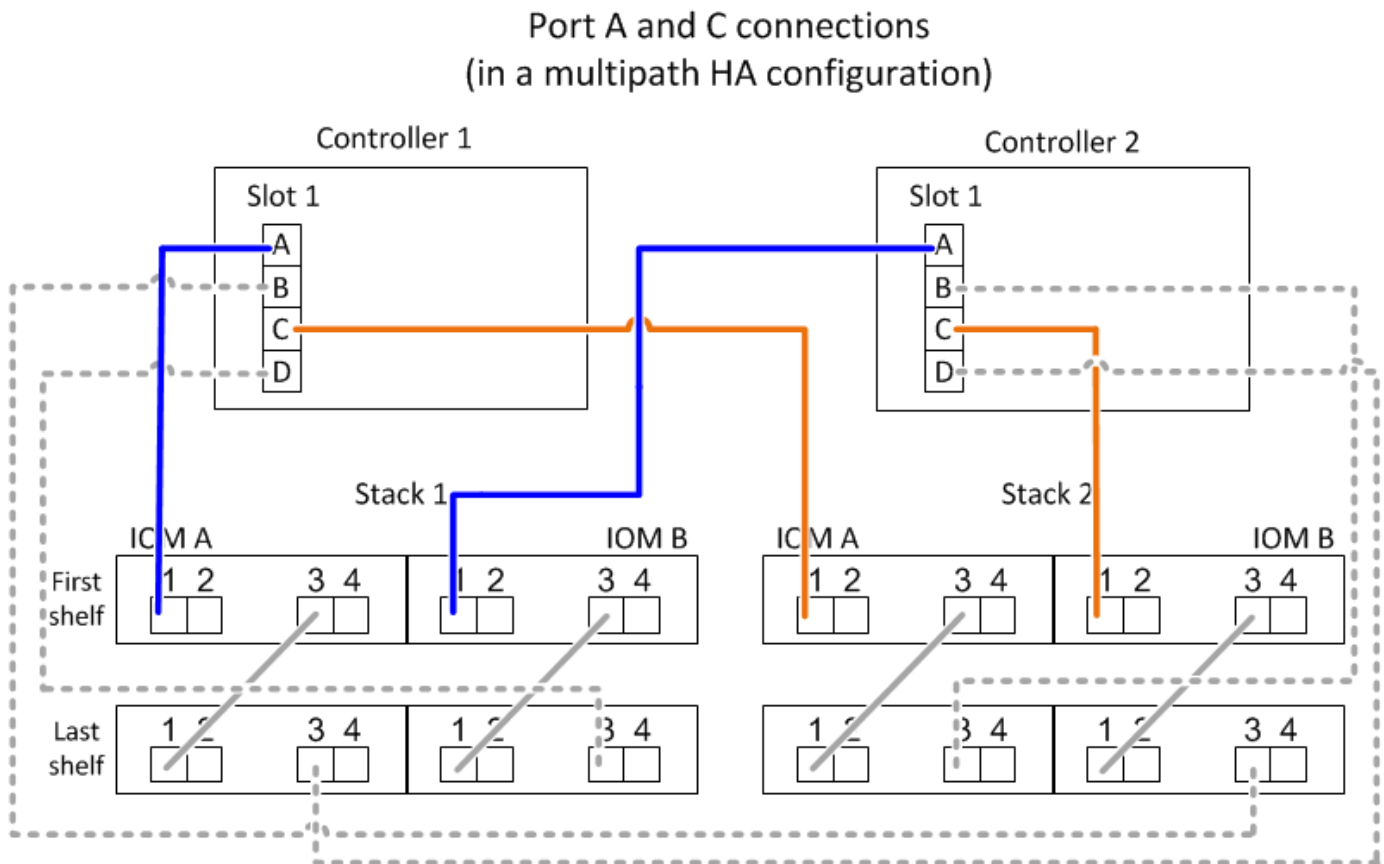 Port A and C connections
(in a multipath HA configuration)
Controller 1
Controller 2
Slot 1
Slot 1
A
A
B
B
C
C
D
D
Stack 1
Stack 2
IOM A
IOM B
IOM A
IOM B
First
shelf
1 2 3 4 1 2 3 4 1 2 3 4 1 2 3 4
Last
shelf
1 2 3 4 1 2 3 4 1 2 3 4 1 2 3 4